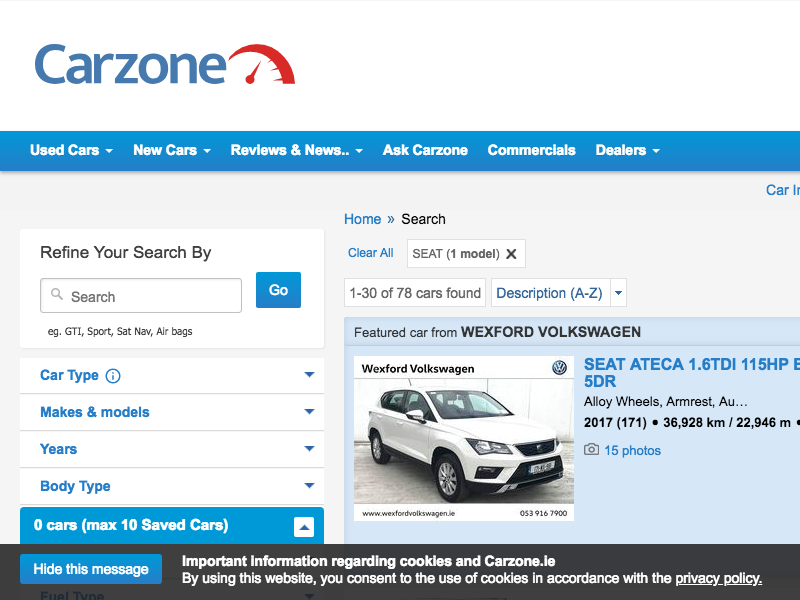 Carzone
Used Cars
New Cars
Reviews & News..
Ask Carzone
Commercials
Dealers
Car In
Home » Search
Refine Your Search By
Clear All
SEAT (1 model)
Search
Go
eg. GTI, Sport, Sat Nav, Air bags
1-30 of 78 cars found
Description (A-Z)
Featured car from WEXFORD VOLKSWAGEN
Wexford Volkswagen
SEAT ATECA 1.6TDI 115HP
5DR
Alloy Wheels, Armrest, Au…
2017 (171) • 36,928 km / 22,946 m •
15 photos
www.wexfordvolkswagen.ie
053 916 7900
Car Type
Makes & models
Years
Body Type
0 cars (max 10 Saved Cars)
Hide this message
Important Information regarding cookies and Carzone.ie
By using this website, you consent to the use of cookies in accordance with the privacy policy.
Fuel Type